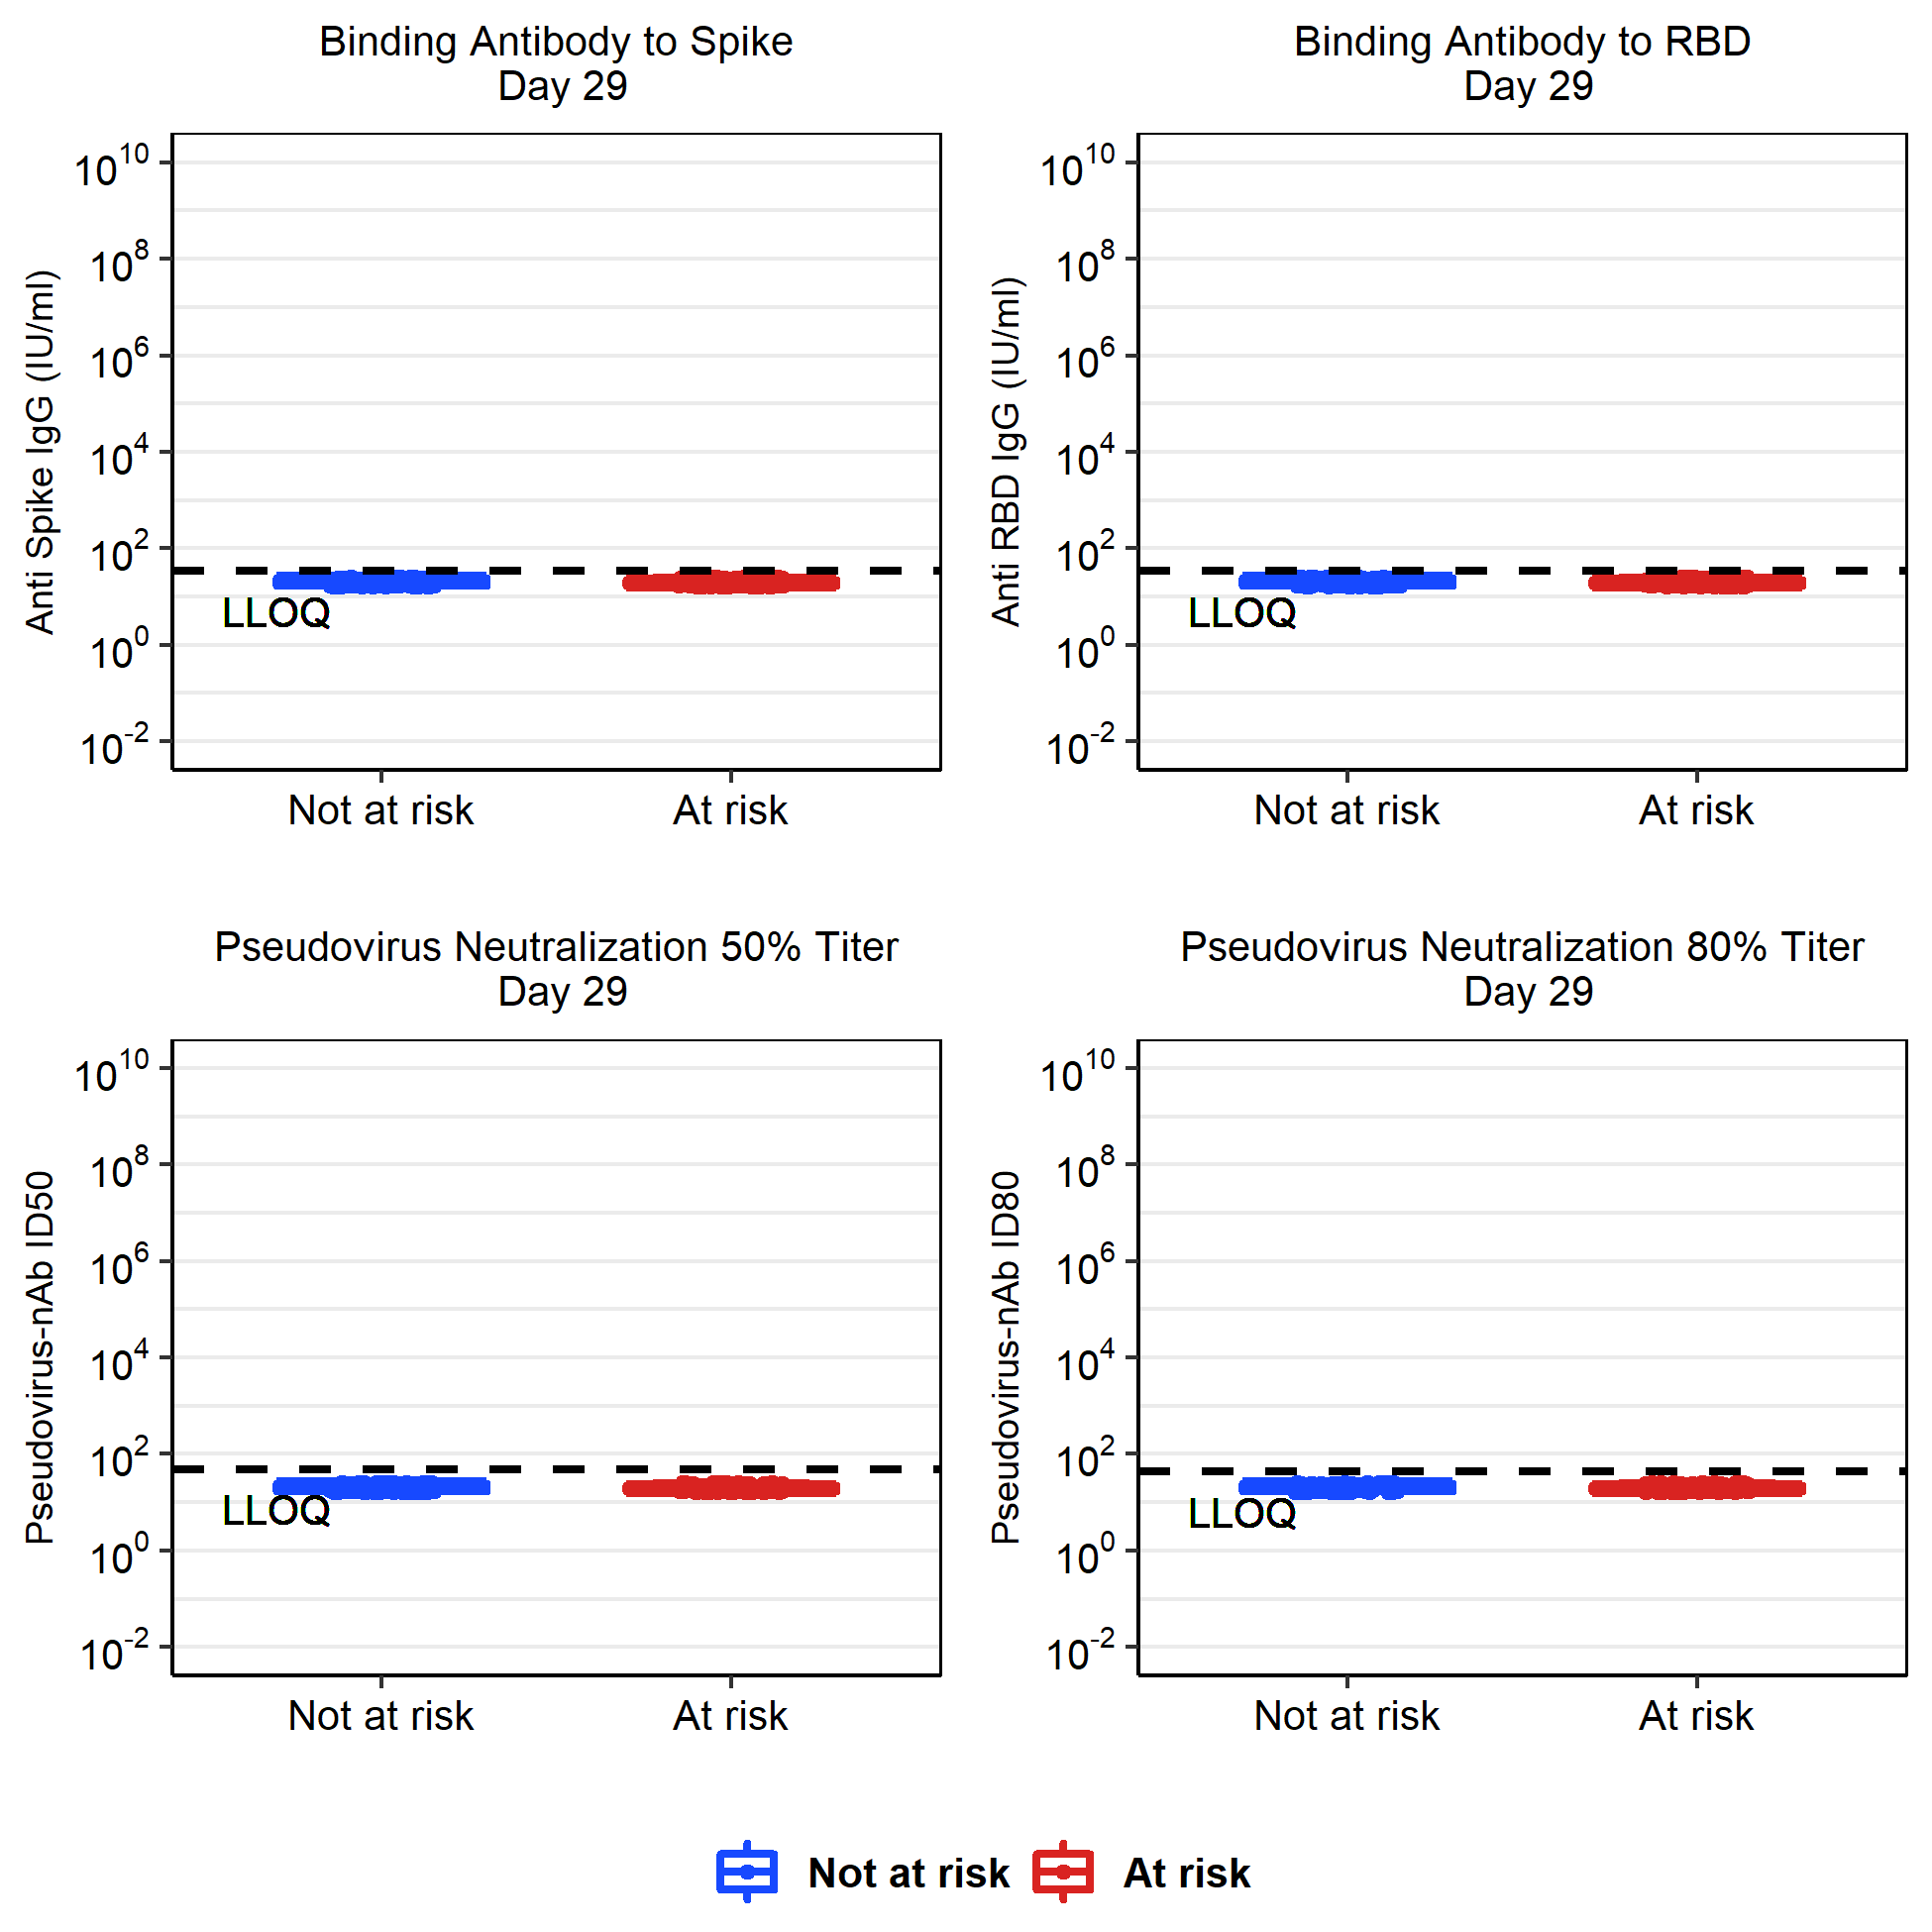 Binding Antibody to Spike
Day 29
Anti Spike IgG (IU/ml)
10^10
10^8
10^6
10^4
10^2
10^0
10^-2
LLOQ
Not at risk At risk
Binding Antibody to RBD
Day 29
Anti RBD IgG (IU/ml)
10^10
10^8
10^6
10^4
10^2
10^0
10^-2
LLOQ
Not at risk At risk
Pseudovirus Neutralization 50% Titer
Day 29
Pseudovirus-nAb ID50
10^10
10^8
10^6
10^4
10^2
10^0
10^-2
LLOQ
Not at risk At risk
Pseudovirus Neutralization 80% Titer
Day 29
Pseudovirus-nAb ID80
10^10
10^8
10^6
10^4
10^2
10^0
10^-2
LLOQ
Not at risk At risk
Not at risk At risk